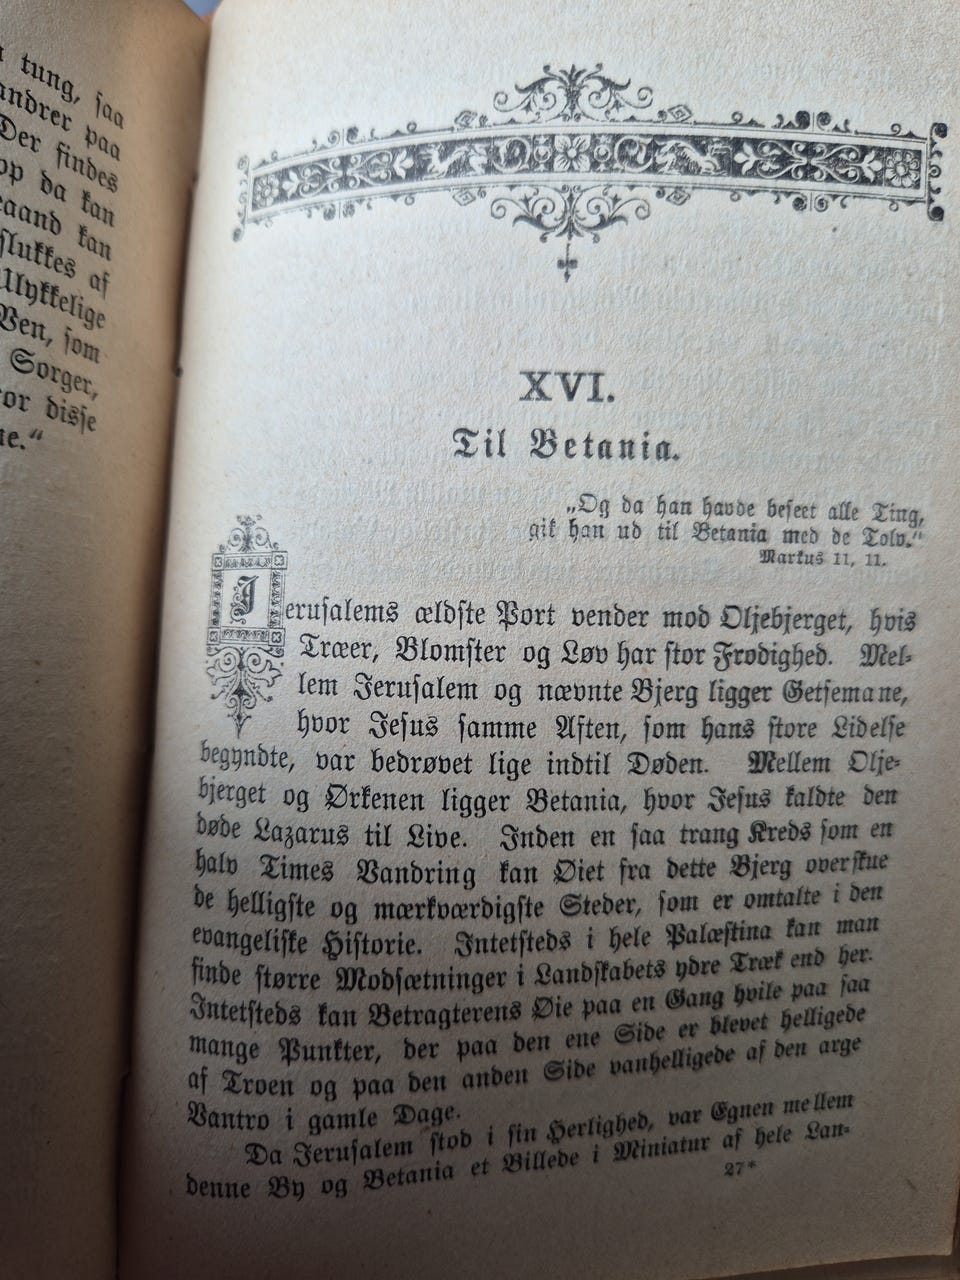 tung, saa
andrer paa
Der findes
op da kan
aand kan
slukkes af
Ulykkelige
Ven, som
Sorger,
or disse
ne.“
XVI.
Til Betania.
„Og da han havde beseet alle Ting,
gik han ud til Betania med de Tolv.“
Markus 11, 11.
Jerusalems ældste Port vender mod Oljebjerget, hvis
Træer, Blomster og Løv har stor Frodighed. Mel-
lem Jerusalem og nævnte Bjerg ligger Getsemane,
hvor Jesus samme Aften, som hans store Lidelse
begyndte, var bedrøvet lige indtil Døden. Mellem Olje-
bjerget og Ørkenen ligger Betania, hvor Jesus kaldte den
døde Lazarus til Live. Inden en saa trang Kreds som en
halv Times Vandring kan Øiet fra dette Bjerg overskue
de helligste og mærkværdigste Steder, som er omtalte i den
evangeliske Historie. Intetsteds i hele Palæstina kan man
finde større Modsætninger i Landskabets ydre Træk end her.
Intetsteds kan Betragterens Øie paa en Gang hvile paa saa
mange Punkter, der paa den ene Side er blevet helligede
af Troen og paa den anden Side vanhelligede af den arge
Vantro i gamle Dage.
Da Jerusalem stod i sin Herlighed, var Egnen mellem
denne By og Betania et Billede i Miniatur af hele Lan-
27*